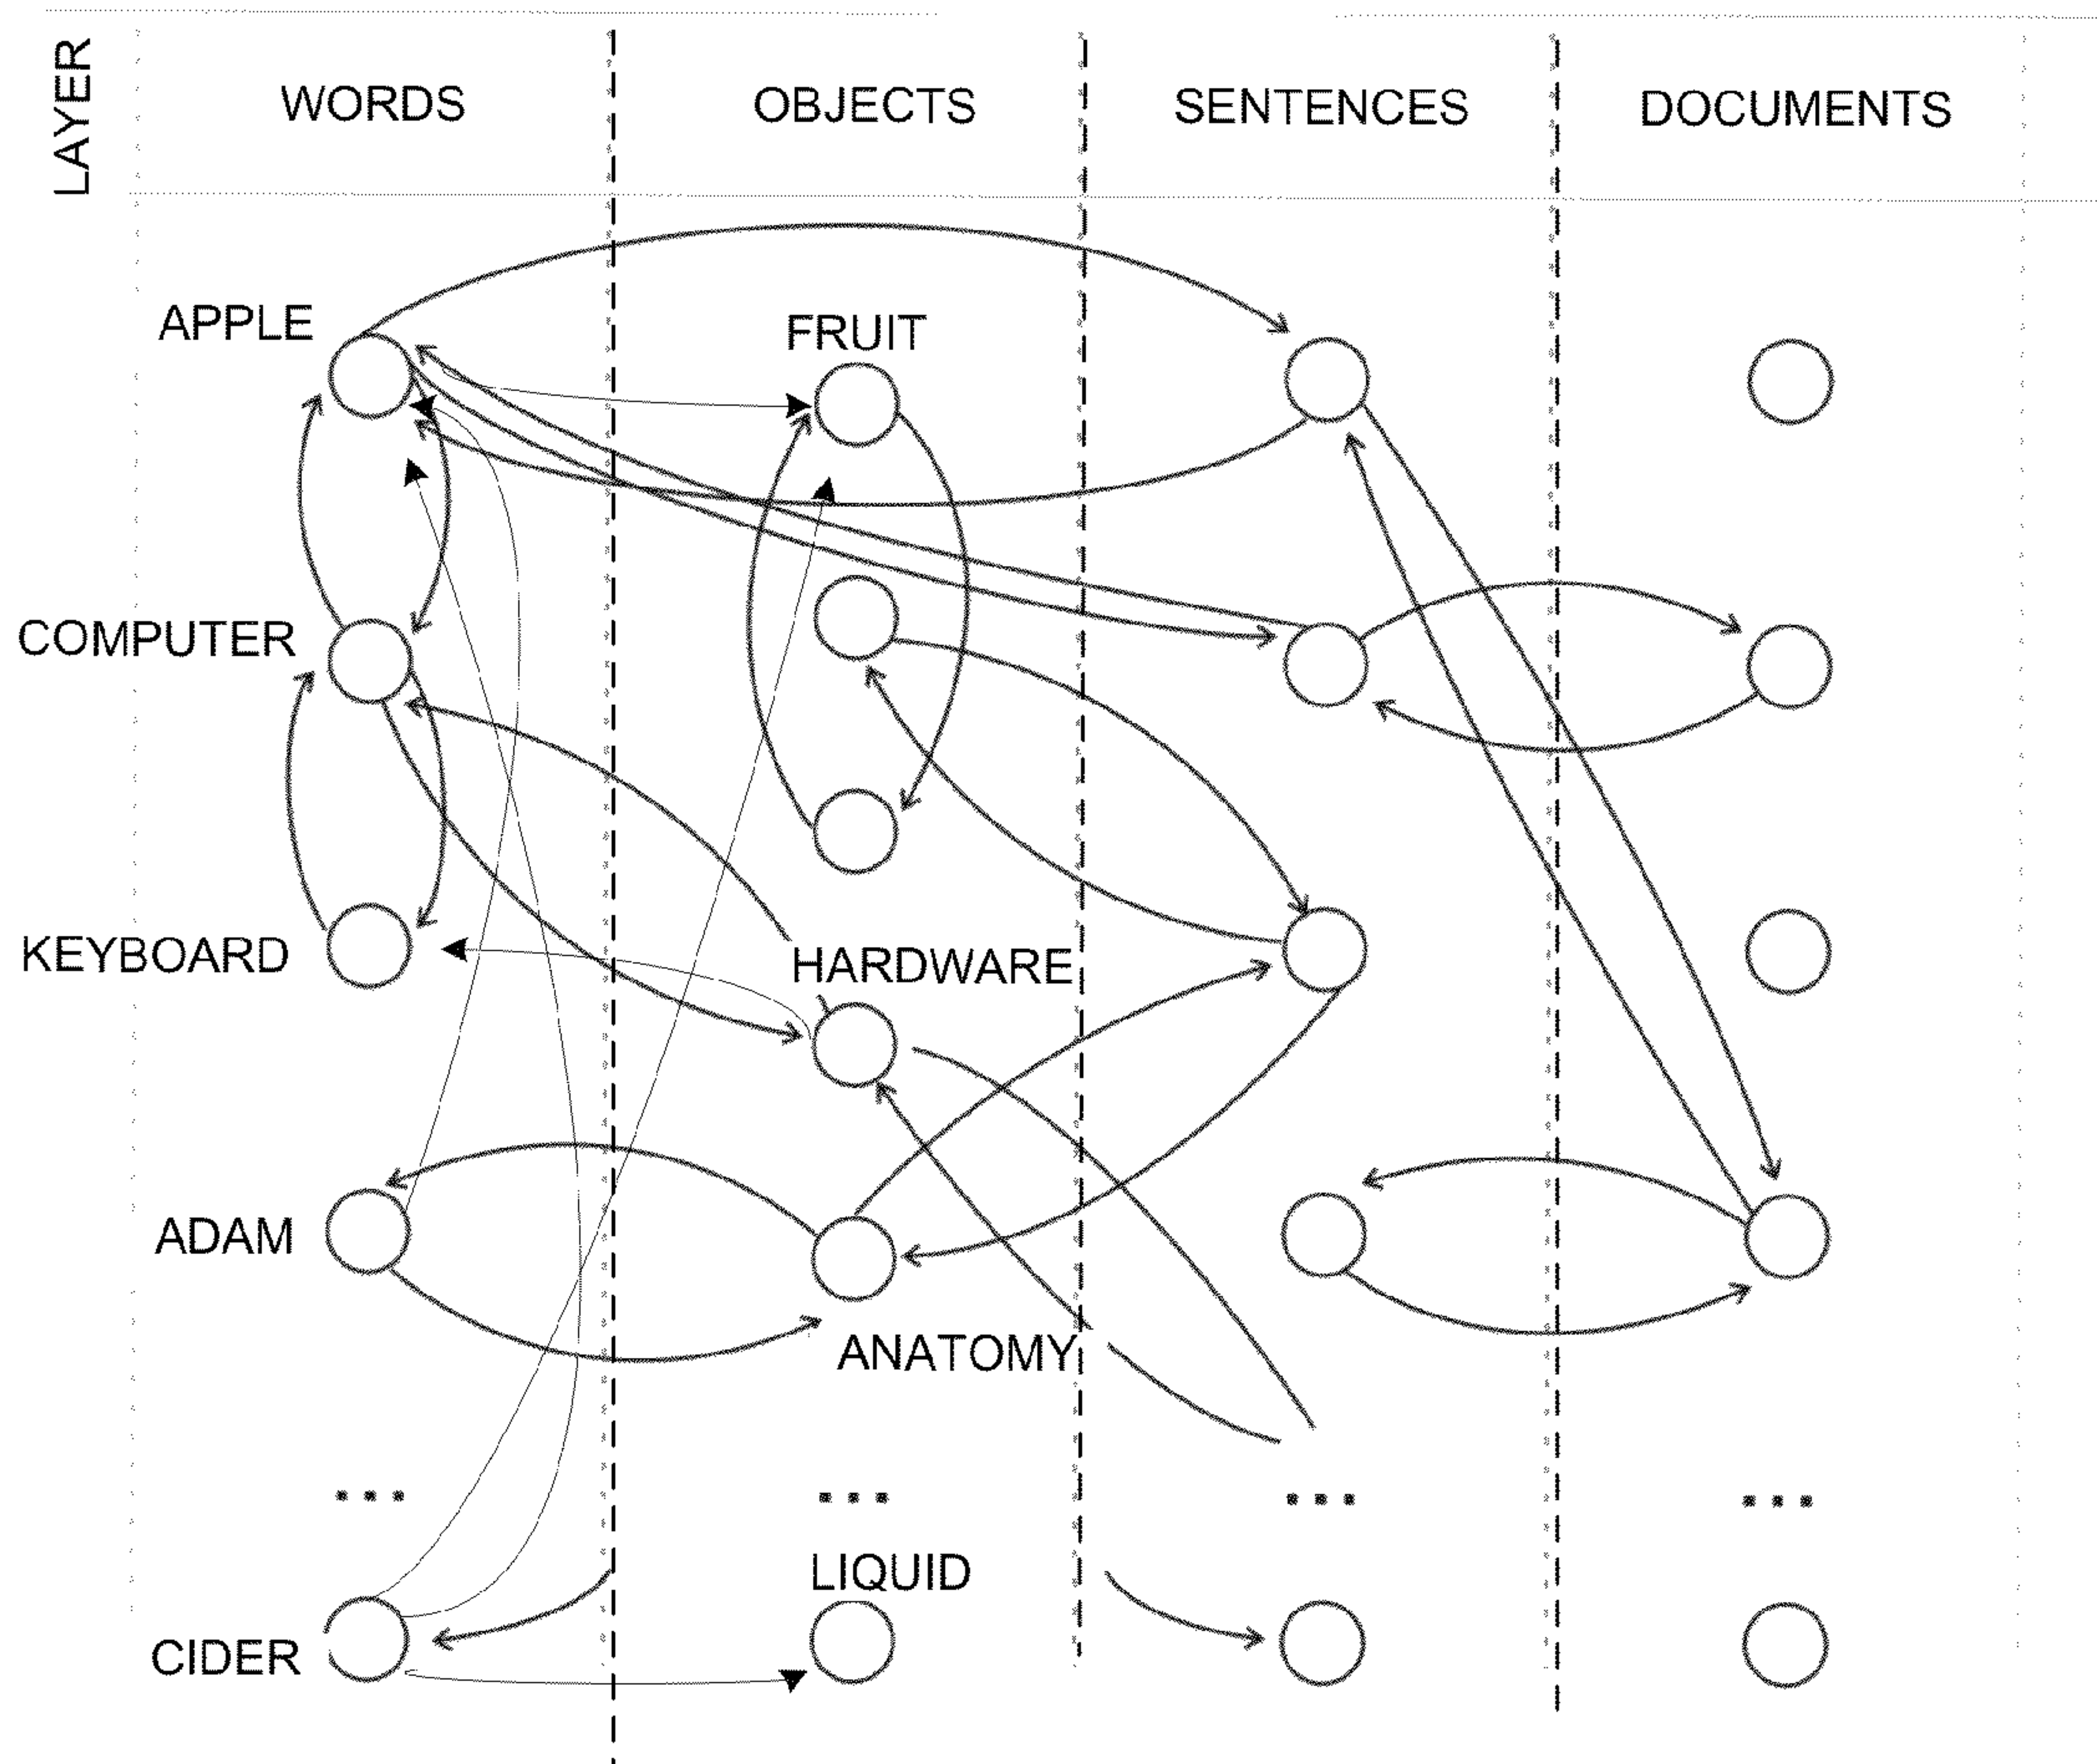 LAYER
WORDS
OBJECTS
SENTENCES
DOCUMENTS
APPLE
FRUIT
COMPUTER
KEYBOARD
HARDWARE
ADAM
ANATOMY
... ... ... ...
LIQUID
CIDER